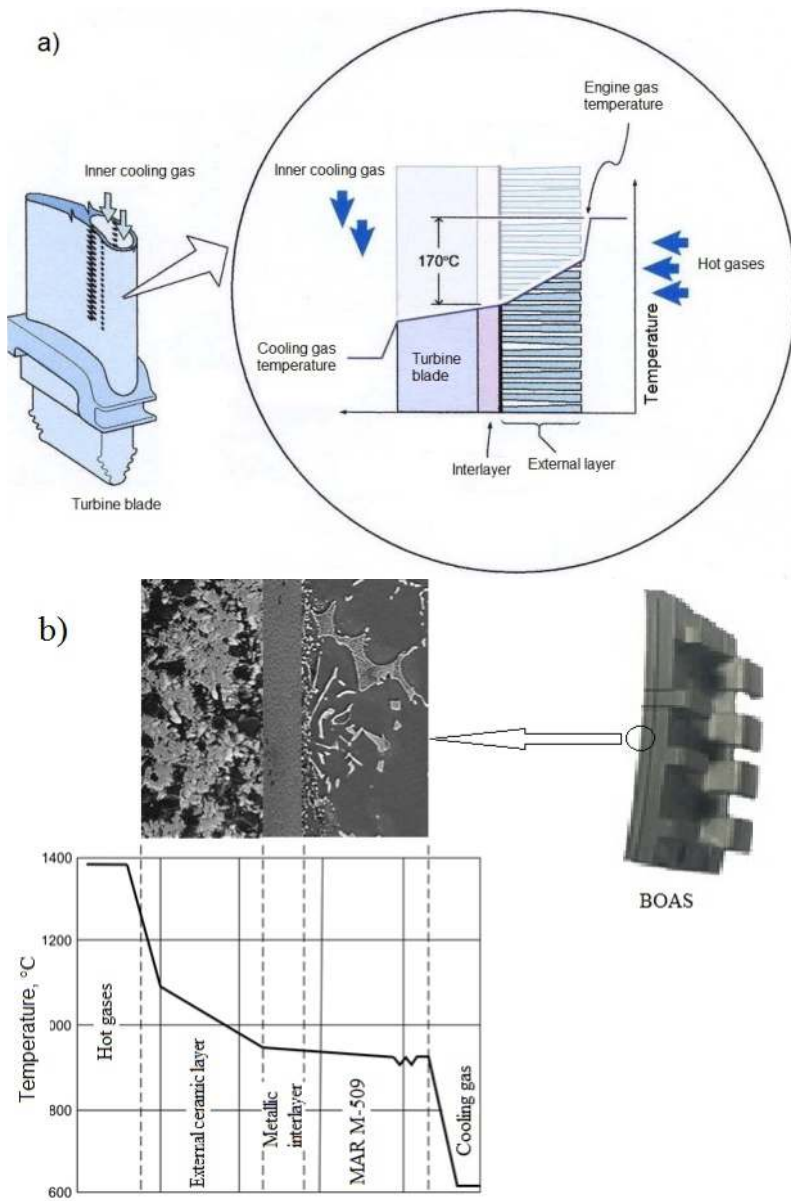 a)
Engine gas
temperature
Inner cooling gas
Inner cooling gas
170°C
Hot gases
Cooling gas
temperature
Turbine
blade
Temperature
Interlayer
External layer
Turbine blade
b)
BOAS
1400
1200
000
800
600
Temperature, °C
Hot gases
External ceramic layer
Metallic
interlayer
MAR M-509
Cooling gas